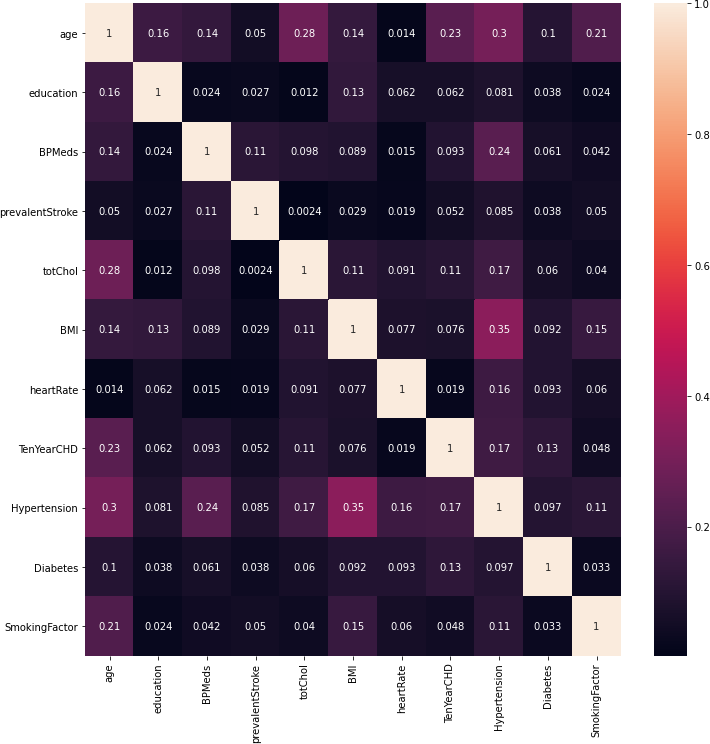 age 1 0.16 0.14 0.05 0.28 0.14 0.014 0.23 0.3 0.1 0.21
education 0.16 1 0.024 0.027 0.012 0.13 0.062 0.062 0.081 0.038 0.024
BPMeds 0.14 0.024 1 0.11 0.098 0.089 0.015 0.093 0.24 0.061 0.042
prevalentStroke 0.05 0.027 0.11 1 0.0024 0.029 0.019 0.052 0.085 0.038 0.05
totChol 0.28 0.012 0.098 0.0024 1 0.11 0.091 0.11 0.17 0.06 0.04
BMI 0.14 0.13 0.089 0.029 0.11 1 0.077 0.076 0.35 0.092 0.15
heartRate 0.014 0.062 0.015 0.019 0.091 0.077 1 0.019 0.16 0.093 0.06
TenYearCHD 0.23 0.062 0.093 0.052 0.11 0.076 0.019 1 0.17 0.13 0.048
Hypertension 0.3 0.081 0.24 0.085 0.17 0.35 0.16 0.17 1 0.097 0.11
Diabetes 0.1 0.038 0.061 0.038 0.06 0.092 0.093 0.13 0.097 1 0.033
SmokingFactor 0.21 0.024 0.042 0.05 0.04 0.15 0.06 0.048 0.11 0.033 1
age education BPMeds prevalentStroke totChol BMI heartRate TenYearCHD Hypertension Diabetes SmokingFactor
1.0
0.8
0.6
0.4
0.2